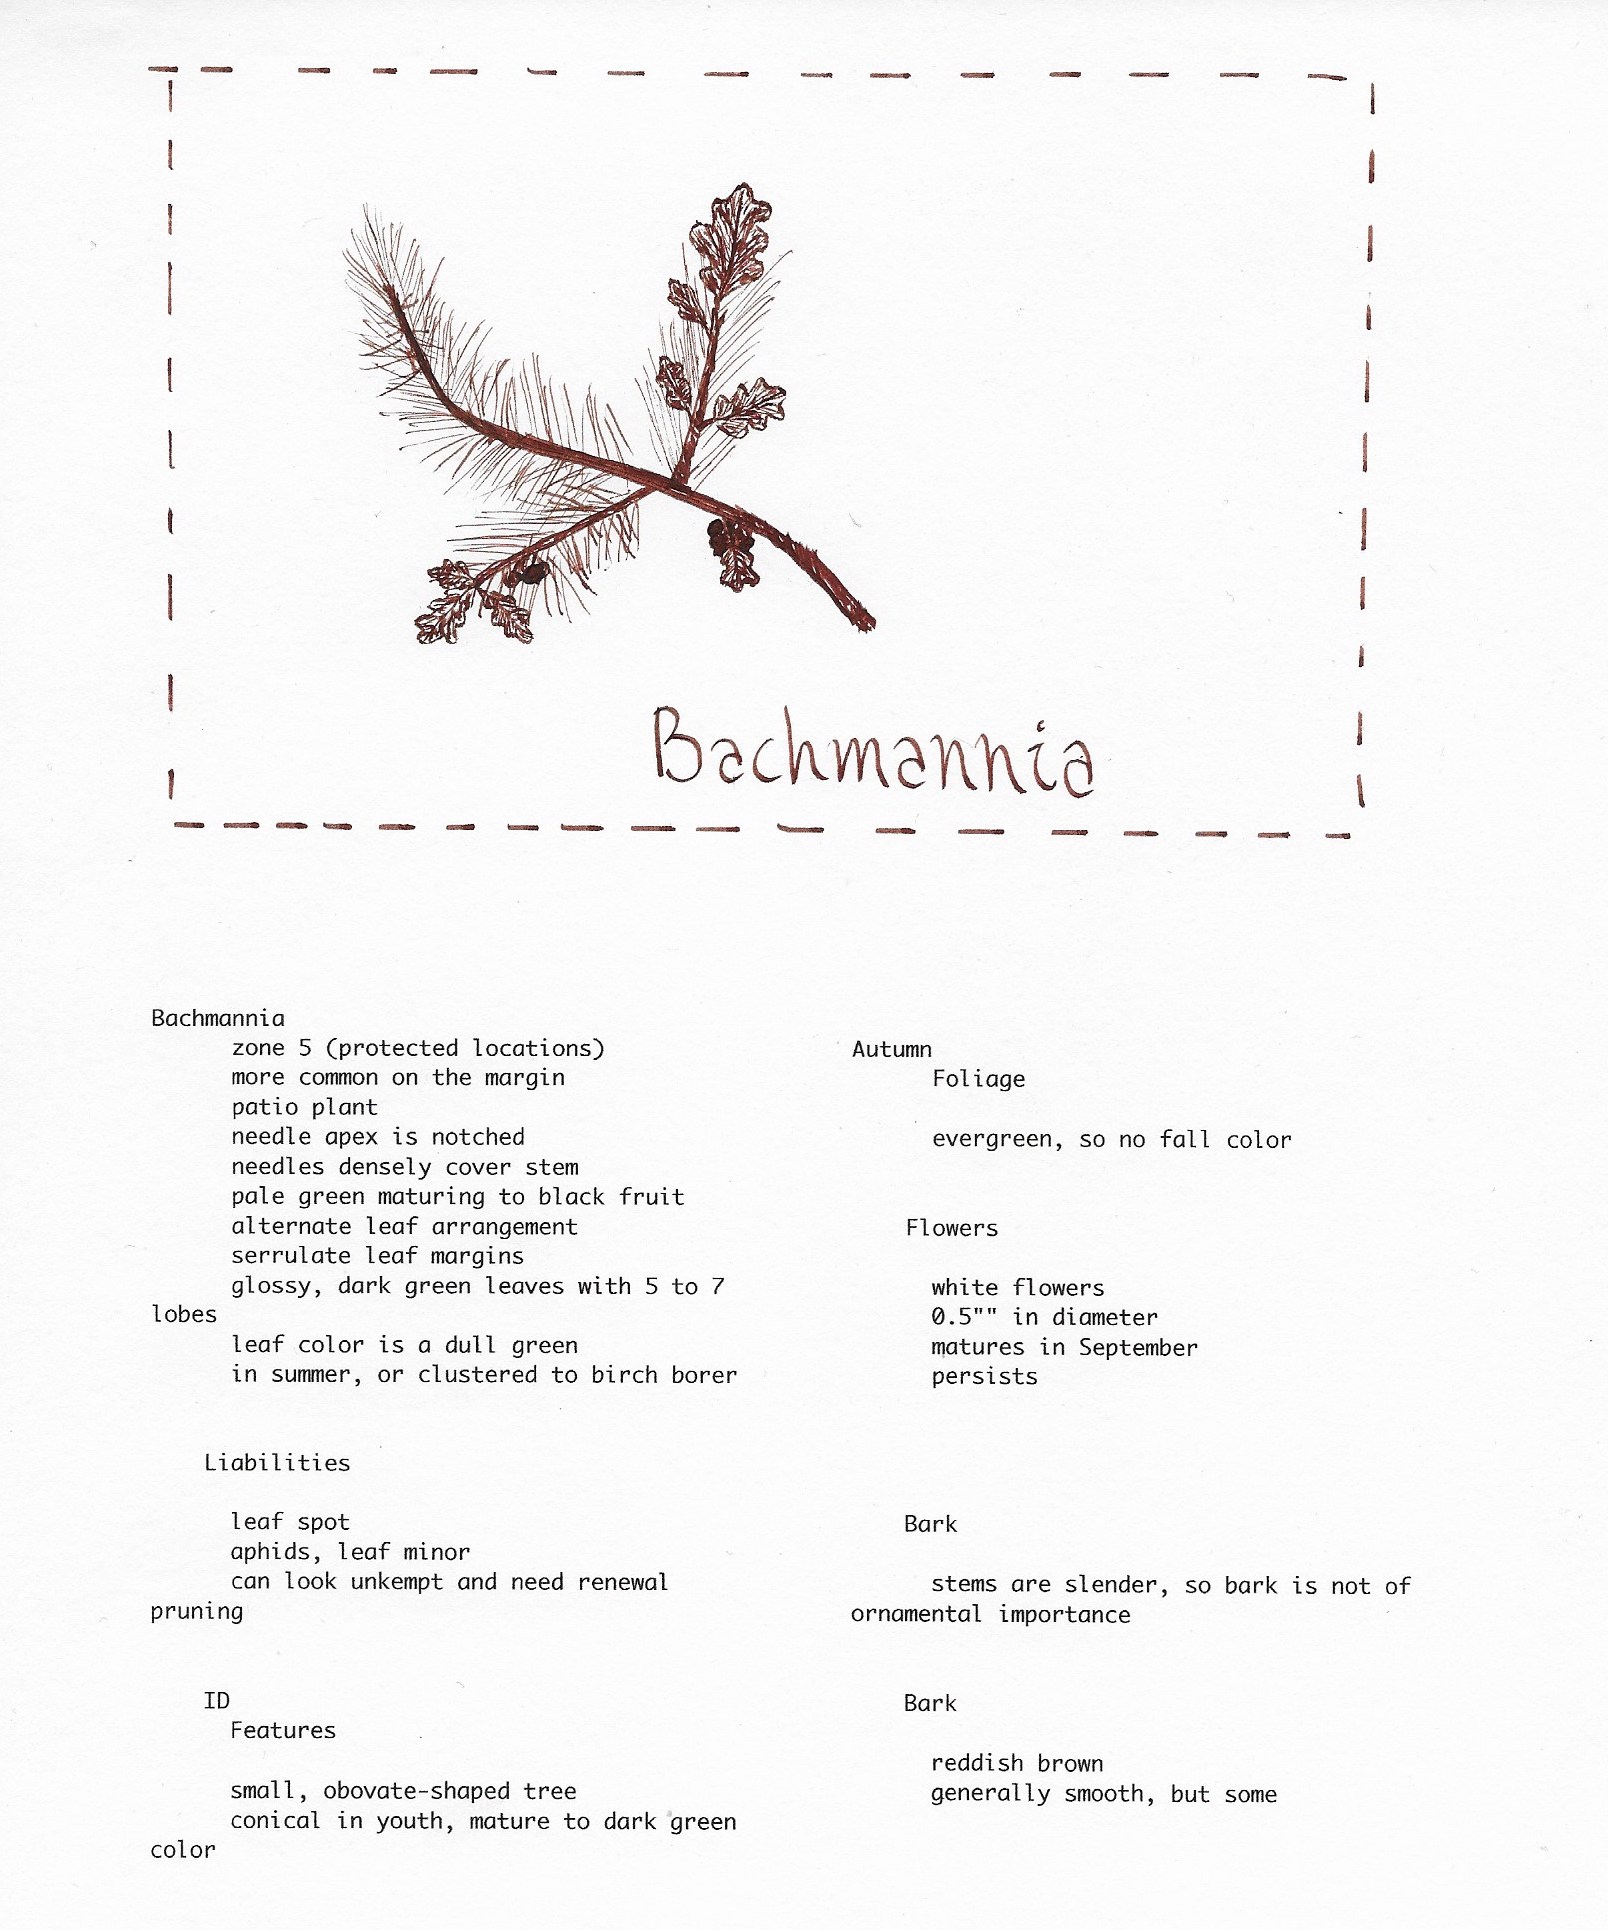 Bachmannia
Bachmannia
zone 5 (protected locations)
more common on the margin
patio plant
needle apex is notched
needles densely cover stem
pale green maturing to black fruit
alternate leaf arrangement
serrulate leaf margins
glossy, dark green leaves with 5 to 7
lobes
leaf color is a dull green
in summer, or clustered to birch borer
Liabilities
leaf spot
aphids, leaf minor
can look unkempt and need renewal
pruning
ID
Features
small, obovate-shaped tree
conical in youth, mature to dark green
color
Autumn
Foliage
evergreen, so no fall color
Flowers
white flowers
0.5"" in diameter
matures in September
persists
Bark
stems are slender, so bark is not of
ornamental importance
Bark
reddish brown
generally smooth, but some